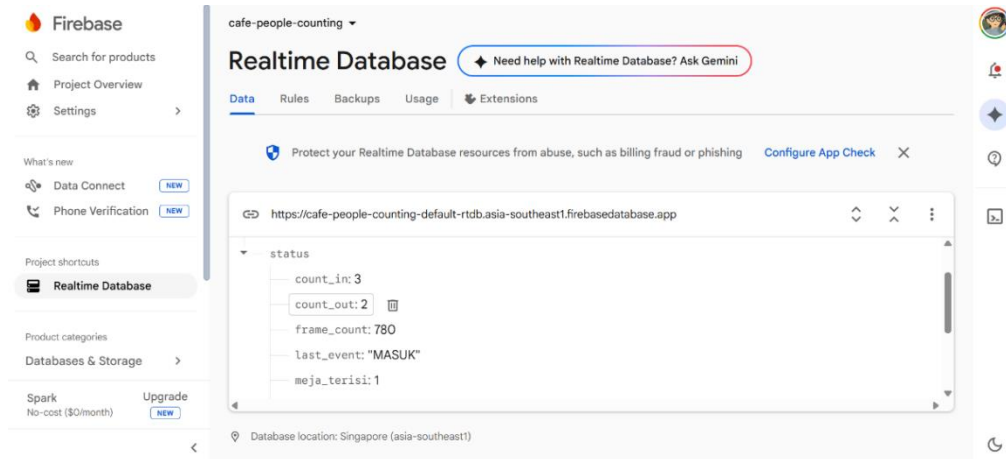 Firebase
Search for products
Project Overview
Settings
What's new
Data Connect NEW
Phone Verification NEW
Project shortcuts
Realtime Database
Product categories
Databases & Storage
Spark
No-cost ($0/month)
Upgrade
NEW
cafe-people-counting
Realtime Database
Need help with Realtime Database? Ask Gemini
Data Rules Backups Usage Extensions
Protect your Realtime Database resources from abuse, such as billing fraud or phishing Configure App Check
https://cafe-people-counting-default-rtdb.asia-southeast1.firebasedatabase.app
status
count_in: 3
count_out: 2
frame_count: 780
last_event: "MASUK"
meja_terisi: 1
Database location: Singapore (asia-southeast1)